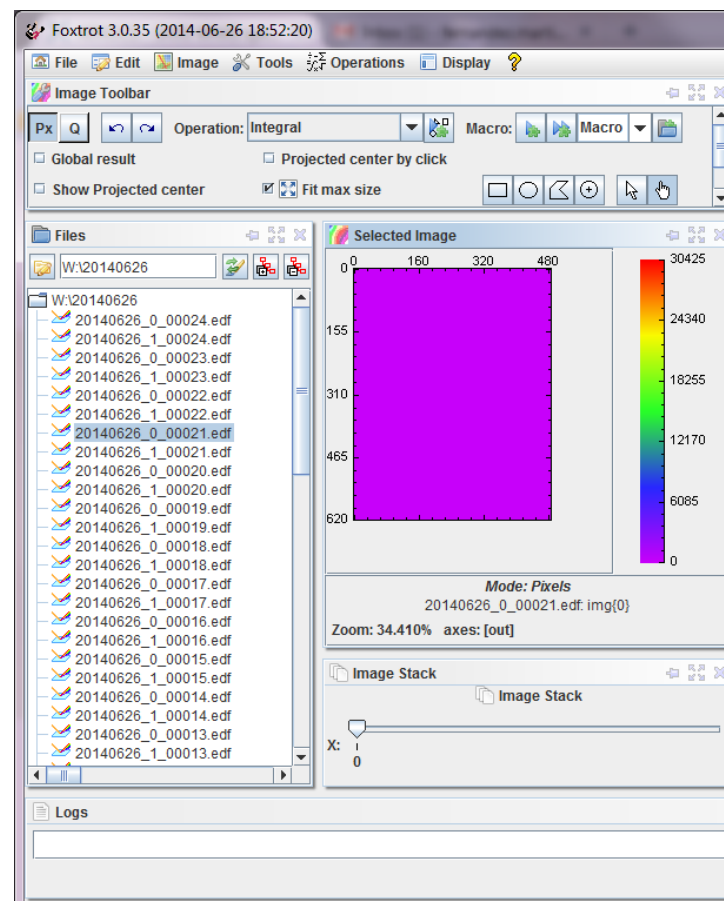 Foxtrot 3.0.35 (2014-06-26 18:52:20)
File Edit Image Tools Operations Display
Image Toolbar
Px Q Operation: Integral Macro: Macro
Global result Projected center by click
Show Projected center Fit max size
Files
W:\20140626
W:\20140626
20140626_0_00024.edf
20140626_1_00024.edf
20140626_0_00023.edf
20140626_1_00023.edf
20140626_0_00022.edf
20140626_1_00022.edf
20140626_0_00021.edf
20140626_1_00021.edf
20140626_0_00020.edf
20140626_1_00020.edf
20140626_0_00019.edf
20140626_1_00019.edf
20140626_0_00018.edf
20140626_1_00018.edf
20140626_0_00017.edf
20140626_1_00017.edf
20140626_0_00016.edf
20140626_1_00016.edf
20140626_0_00015.edf
20140626_1_00015.edf
20140626_0_00014.edf
20140626_1_00014.edf
20140626_0_00013.edf
20140626_1_00013.edf
Selected Image
0 160 320 480
0
155
310
465
620
30425
24340
18255
12170
6085
0
Mode: Pixels
20140626_0_00021.edf: img{0}
Zoom: 34.410% axes: [out]
Image Stack
Image Stack
X:
0
Logs